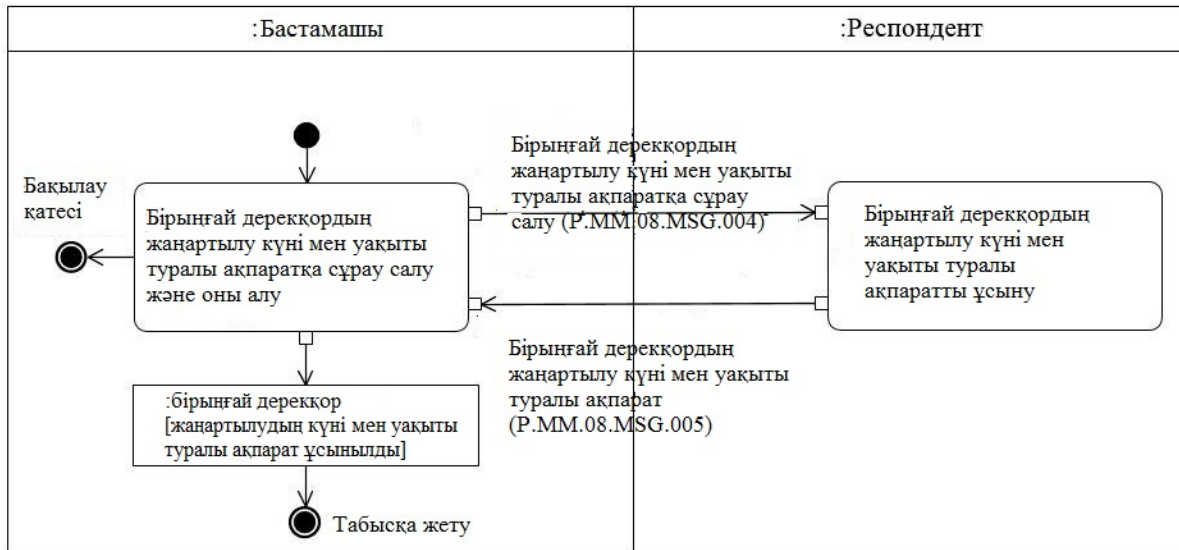 :Бастамашы
:Респондент
Бақылау
қатесі
Бірыңғай дерекқордың
жаңартылу күні мен уақыты
туралы ақпаратқа сұрау салу
және оны алу
Бірыңғай дерекқордың
жаңартылу күні мен уақыты
туралы ақпаратқа сұрау
салу (P.MM.08.MSG.004)
Бірыңғай дерекқордың
жаңартылу күні мен
уақыты туралы
ақпаратты ұсыну
Бірыңғай дерекқордың
жаңартылу күні мен уақыты
туралы ақпарат
(P.MM.08.MSG.005)
:бірыңғай дерекқор
[жаңартылудың күні мен уақыты
туралы ақпарат ұсынылды]
Табысқа жету